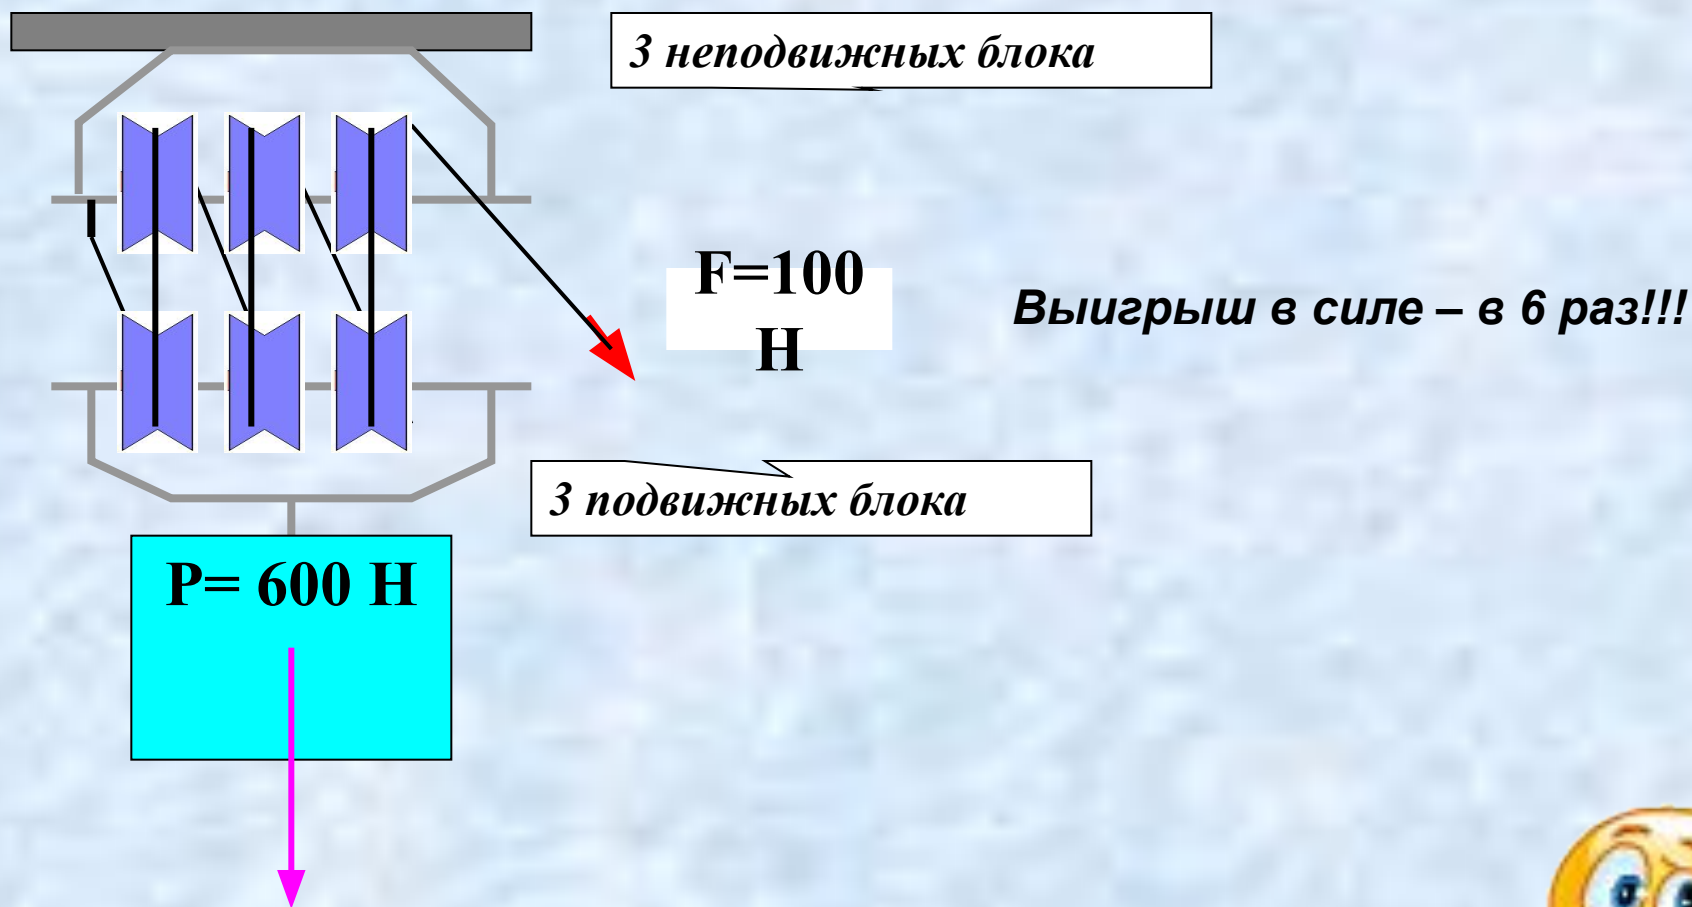 3 неподвижных блока
F=100
Н
Выигрыш в силе – в 6 раз!!!
3 подвижных блока
Р= 600 Н